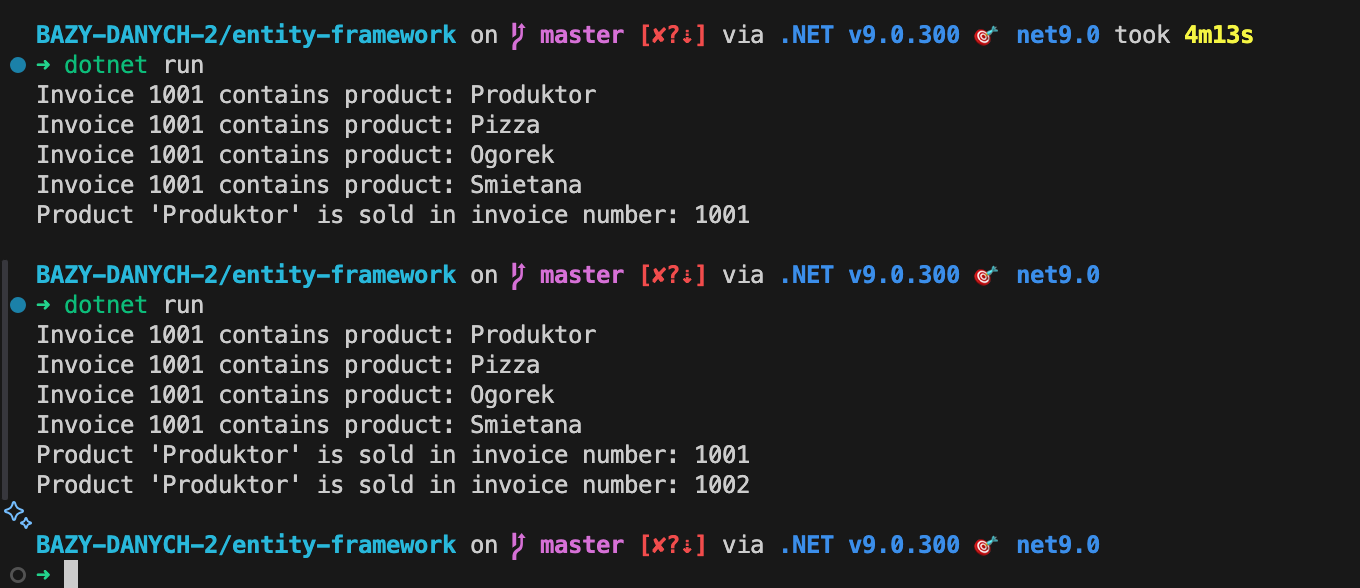 BAZY-DANYCH-2/entity-framework on master [✘?⇣] via .NET v9.0.300 🎯 net9.0 took 4m13s
➜ dotnet run
Invoice 1001 contains product: Produktor
Invoice 1001 contains product: Pizza
Invoice 1001 contains product: Ogorek
Invoice 1001 contains product: Smietana
Product 'Produktor' is sold in invoice number: 1001
BAZY-DANYCH-2/entity-framework on master [✘?⇣] via .NET v9.0.300 🎯 net9.0
➜ dotnet run
Invoice 1001 contains product: Produktor
Invoice 1001 contains product: Pizza
Invoice 1001 contains product: Ogorek
Invoice 1001 contains product: Smietana
Product 'Produktor' is sold in invoice number: 1001
Product 'Produktor' is sold in invoice number: 1002
BAZY-DANYCH-2/entity-framework on master [✘?⇣] via .NET v9.0.300 🎯 net9.0
➜